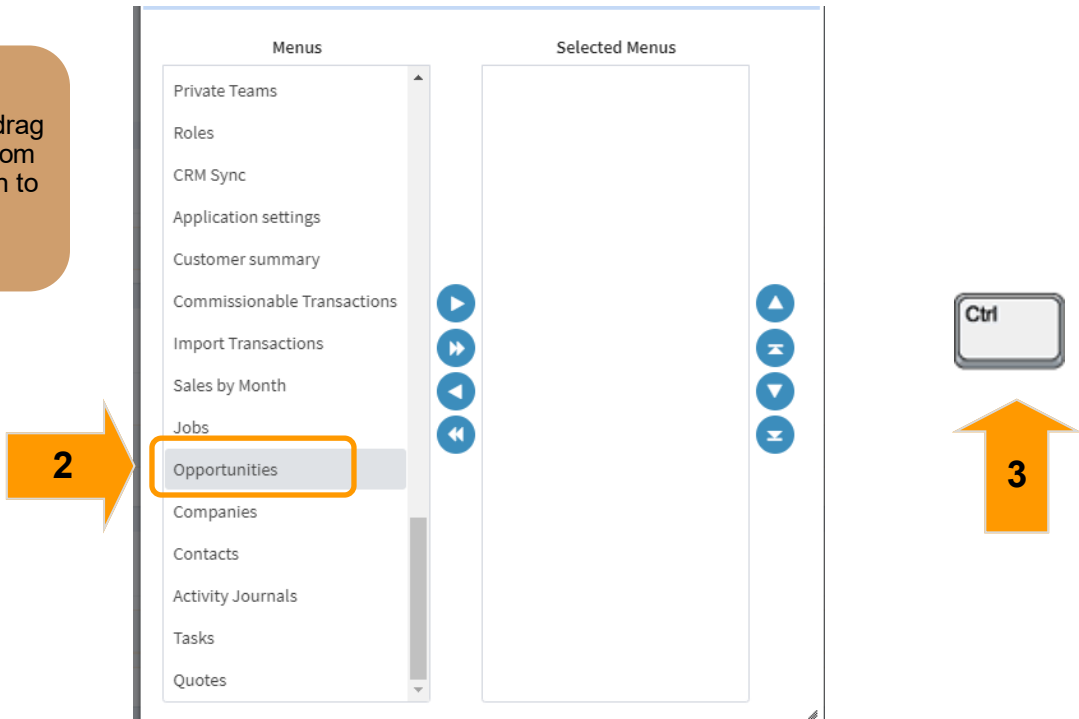 Menus
Selected Menus
drag
om
to
Private Teams
Roles
CRM Sync
Application settings
Customer summary
Commissionable Transactions
Import Transactions
Sales by Month
Jobs
Opportunities
Companies
Contacts
Activity Journals
Tasks
Quotes
2
Ctrl
3